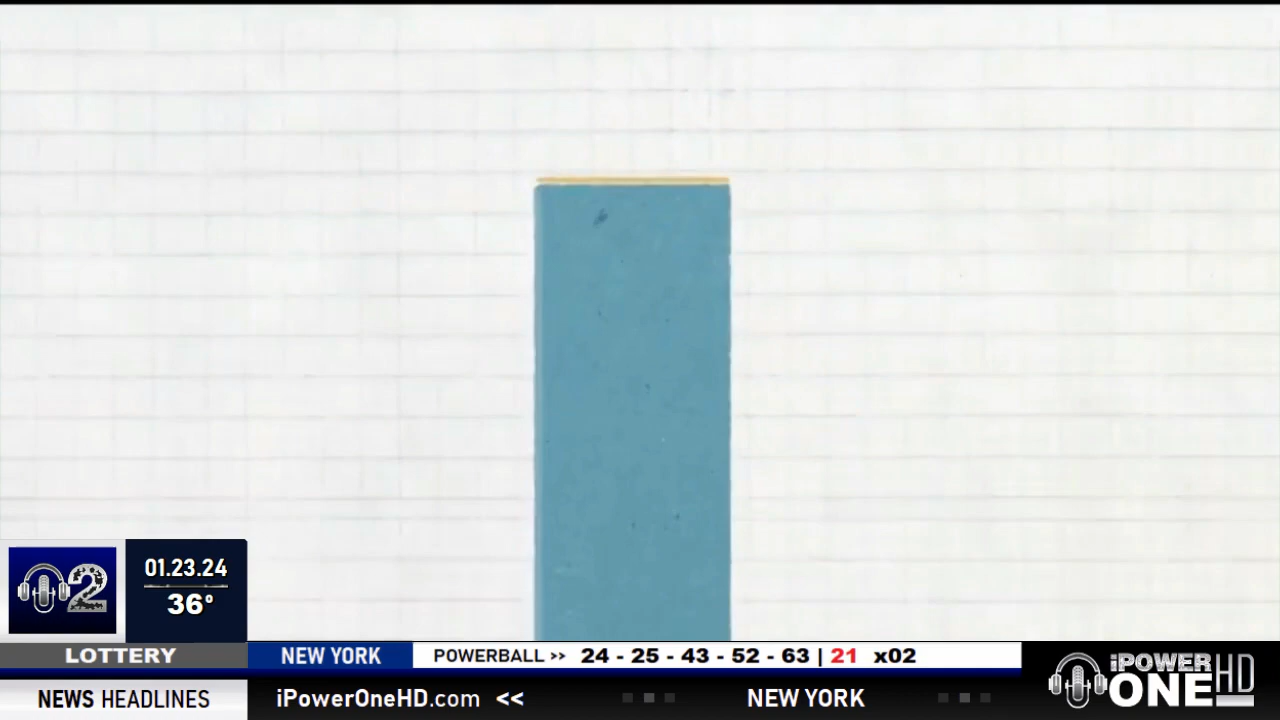 2
01.23.24
36°
LOTTERY
NEW YORK
POWERBALL >> 24 - 25 - 43 - 52 - 63 | 21 x02
NEWS HEADLINES
iPowerOneHD.com <<
NEW YORK
iPOWER
ONE HD